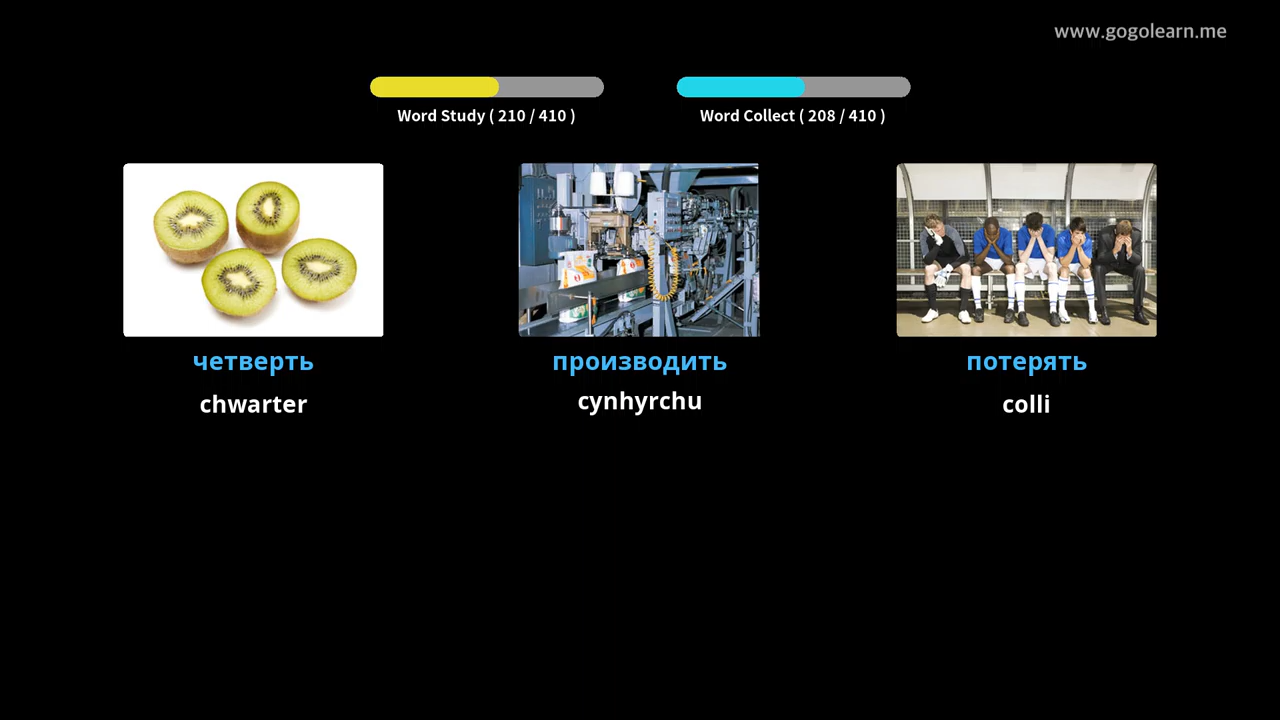 www.gogolearn.me
Word Study ( 210 / 410 )
Word Collect ( 208 / 410 )
четверть
chwarter
производить
cynhyrchu
потерять
colli